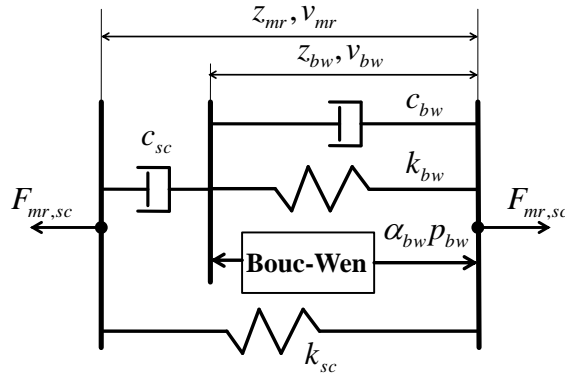 z_mr, v_mr
z_bw, v_bw
c_bw
c_sc
k_bw
F_mr,sc
F_mr,sc
α_bw p_bw
Bouc-Wen
k_sc